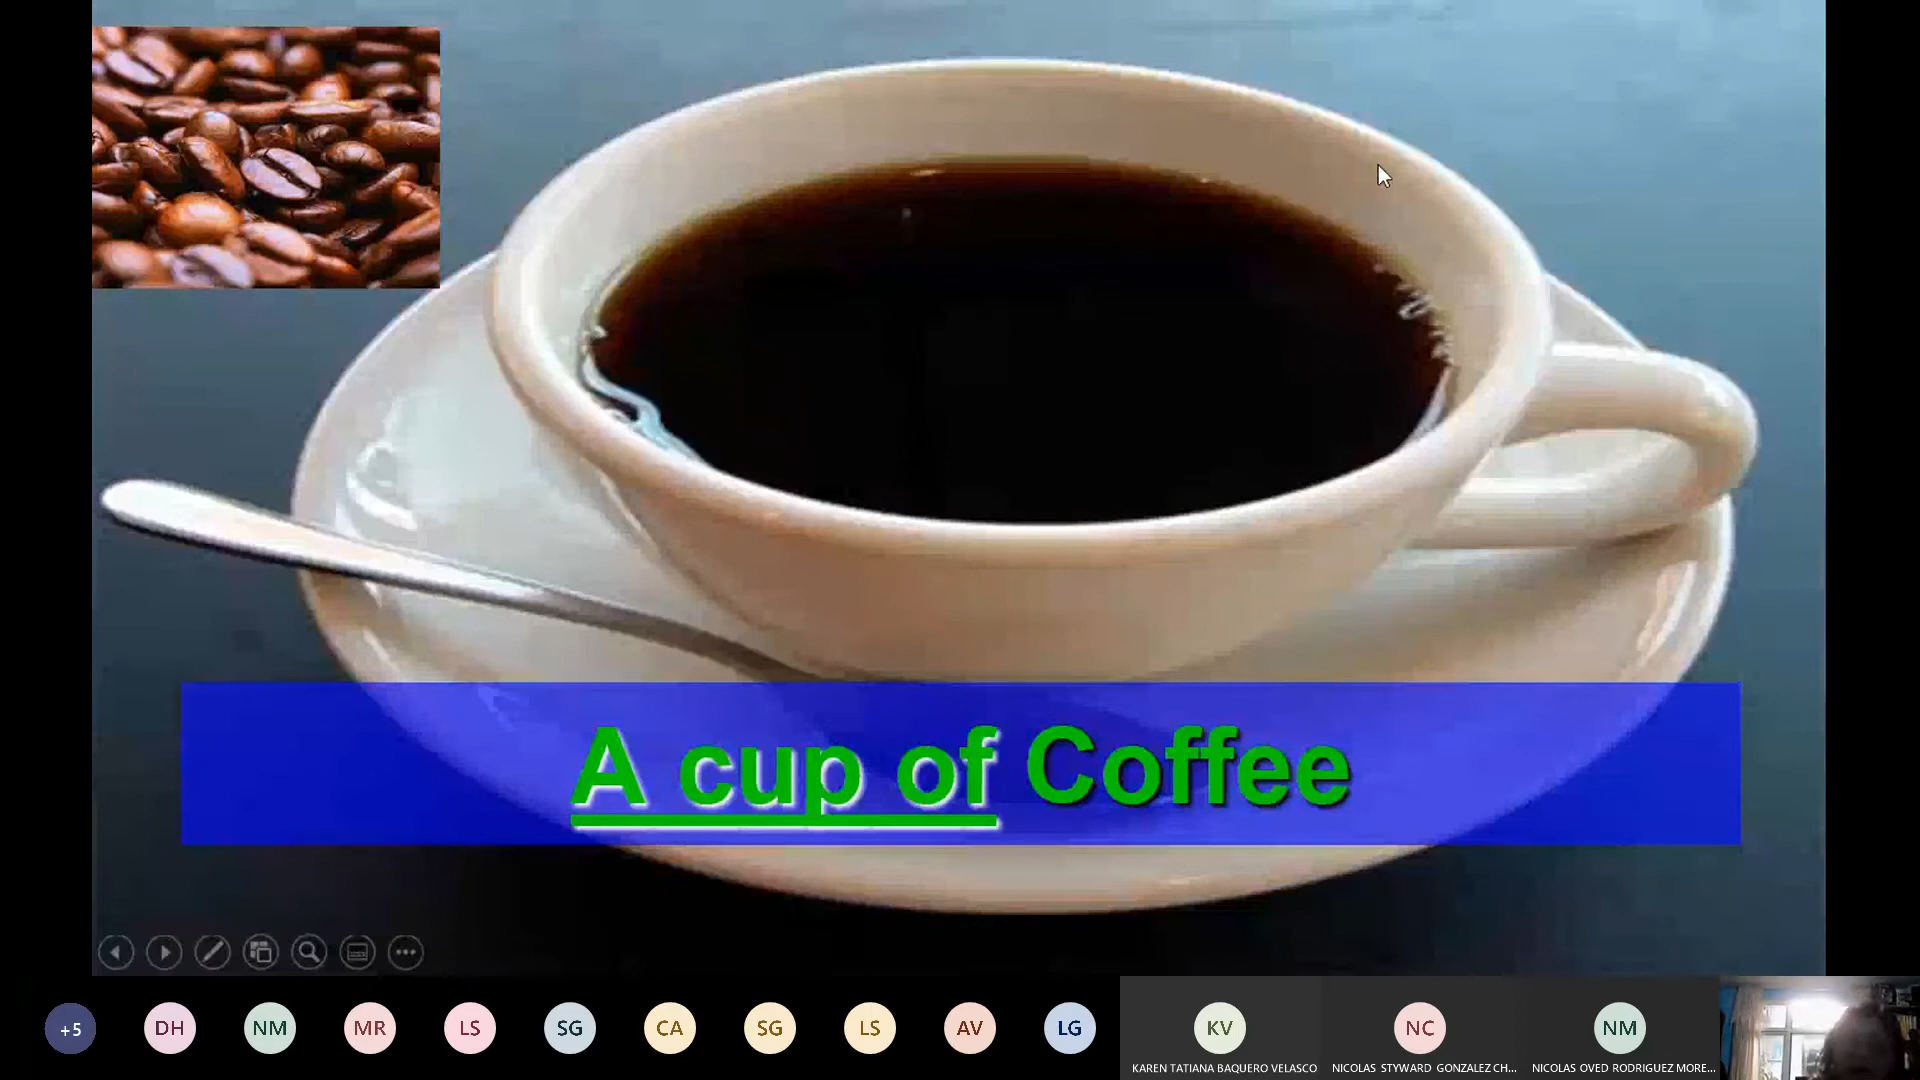 A cup of Coffee
+5
DH
NM
MR
LS
SG
CA
SG
LS
AV
LG
KV
NC
NM
KAREN TATIANA BAQUERO VELASCO
NICOLAS STYWARD GONZALEZ CH...
NICOLAS OVED RODRIGUEZ MORE...